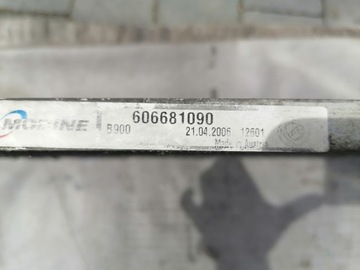 MODINE 606681090
B900 21.04.2006 12601
Made in Austria